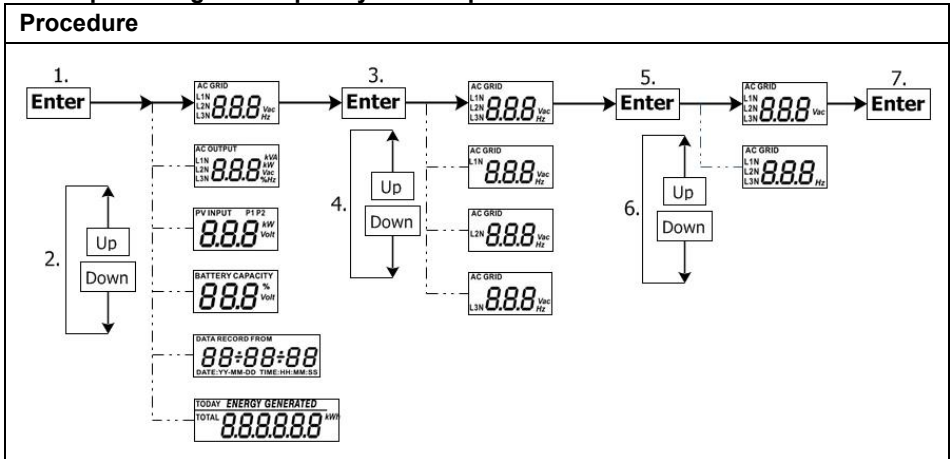 Procedure
1.
Enter
AC GRID
L1N
L2N
L3N
8.8.8 Vac
Hz
3.
Enter
AC GRID
L1N
L2N
L3N
8.8.8 Vac
Hz
5.
Enter
AC GRID
L1N
L2N
L3N
8.8.8 Vac
7.
Enter
2.
Up
Down
AC OUTPUT
L1N
L2N
L3N
8.8.8
kVA
kW
Vac
%Hz
PV INPUT P1 P2
8.8.8 kW
Volt
BATTERY CAPACITY
88.8 %
Volt
DATA RECORD FROM
88:88:88
DATE:YY-MM-DD TIME:HH:MM:SS
TODAY ENERGY GENERATED
TOTAL 8.8.8.8.8.8 kWh
4.
Up
Down
AC GRID
L1N
8.8.8 Vac
Hz
AC GRID
L2N 8.8.8 Vac
Hz
AC GRID
L3N 8.8.8 Vac
Hz
6.
Up
Down
AC GRID
L1N
L2N
L3N
8.8.8 Hz